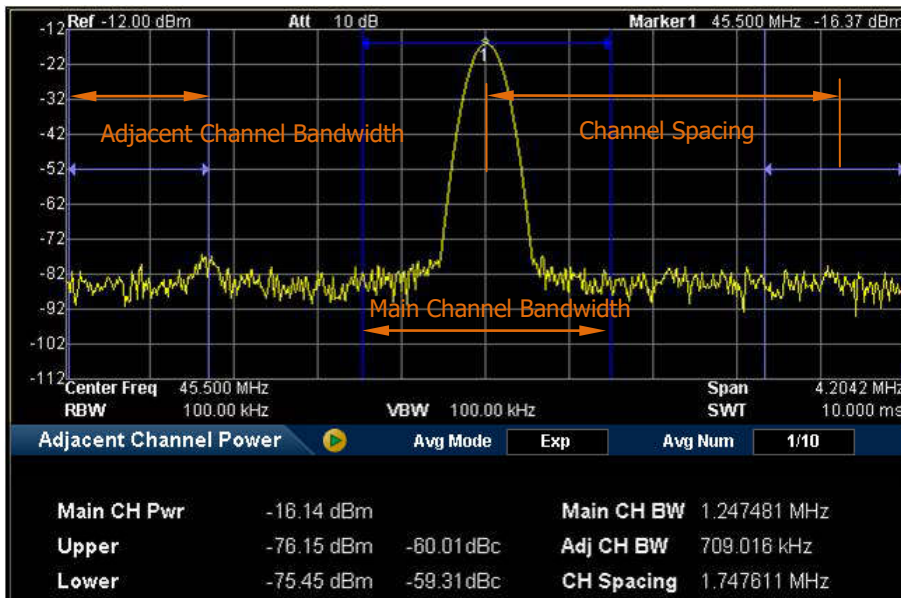 Ref -12.00 dBm Att 10 dB Marker1 45.500 MHz -16.37 dBm
-12
1
-22
-32
Adjacent Channel Bandwidth Channel Spacing
-42
-52
-62
-72
-82
-92
Main Channel Bandwidth
-102
-112
Center Freq 45.500 MHz Span 4.2042 MHz
RBW 100.00 kHz VBW 100.00 kHz SWT 10.000 ms
Adjacent Channel Power Avg Mode Exp Avg Num 1/10
Main CH Pwr -16.14 dBm Main CH BW 1.247481 MHz
Upper -76.15 dBm -60.01dBc Adj CH BW 709.016 kHz
Lower -75.45 dBm -59.31dBc CH Spacing 1.747611 MHz